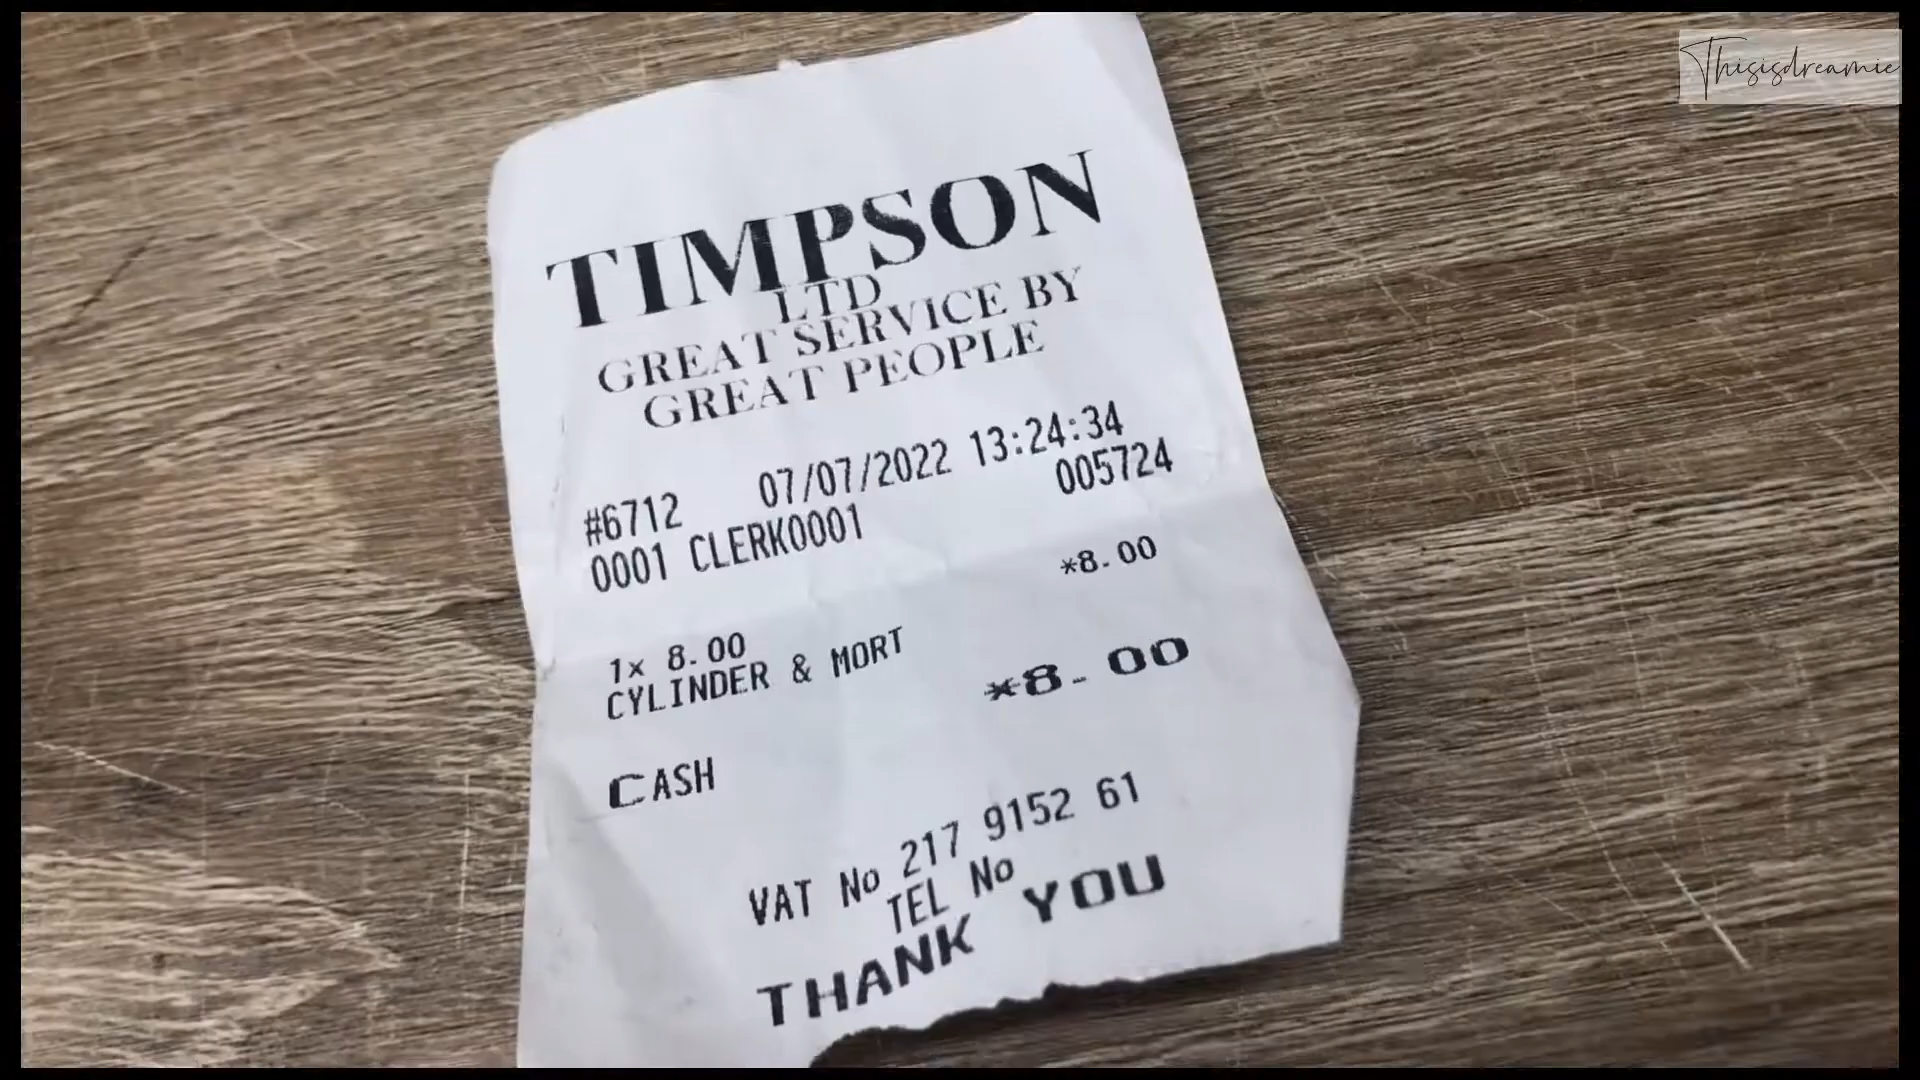 Thisisdreamie
TIMPSON
LTD
GREAT SERVICE BY
GREAT PEOPLE
#6712 07/07/2022 13:24:34
0001 CLERK0001 005724
1x 8.00 *8.00
CYLINDER & MORT
CASH *8.00
VAT No 217 9152 61
TEL No
THANK YOU